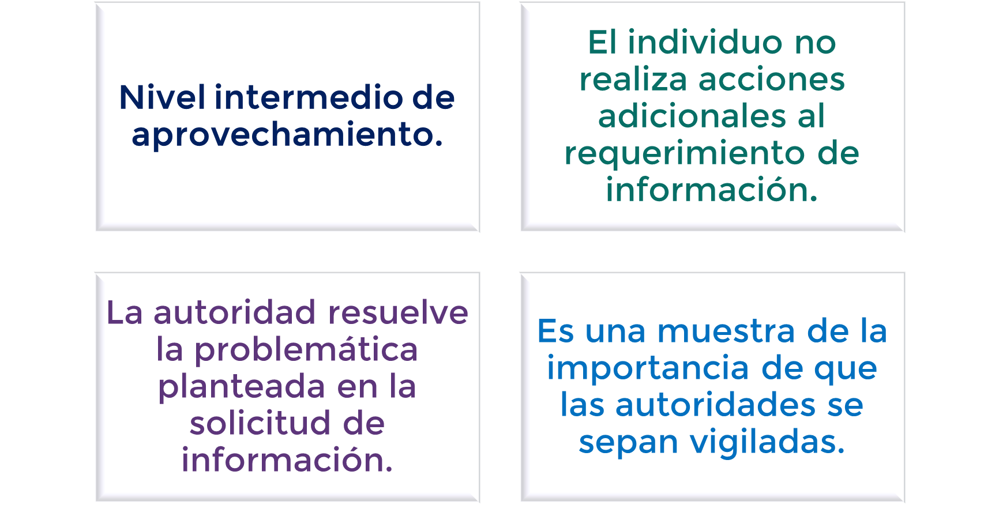 Nivel intermedio de
aprovechamiento.
El individuo no
realiza acciones
adicionales al
requerimiento de
información.
La autoridad resuelve
la problemática
planteada en la
solicitud de
información.
Es una muestra de la
importancia de que
las autoridades se
sepan vigiladas.